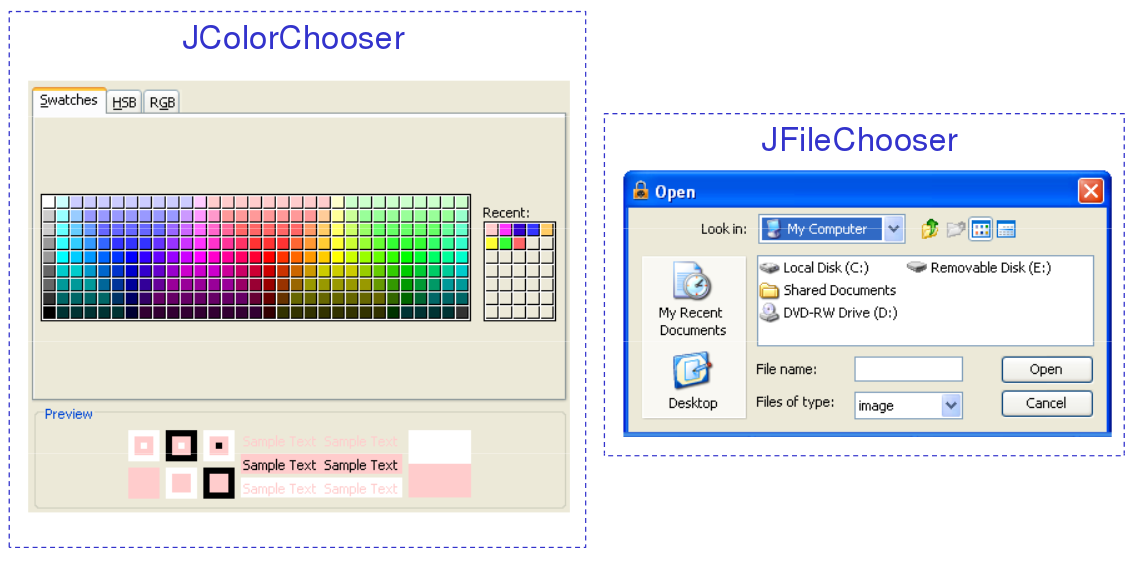 JColorChooser
Swatches HSB RGB
Recent:
Preview
Sample Text Sample Text
Sample Text Sample Text
Sample Text Sample Text
JFileChooser
Open
Look in: My Computer
Local Disk (C:) Removable Disk (E:)
Shared Documents
DVD-RW Drive (D:)
My Recent
Documents
Desktop
File name: Open
Files of type: image Cancel